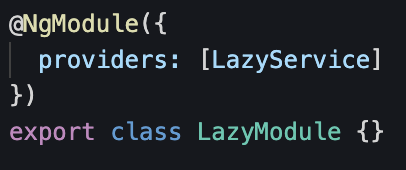 @NgModule({
  providers: [LazyService]
})
export class LazyModule {}